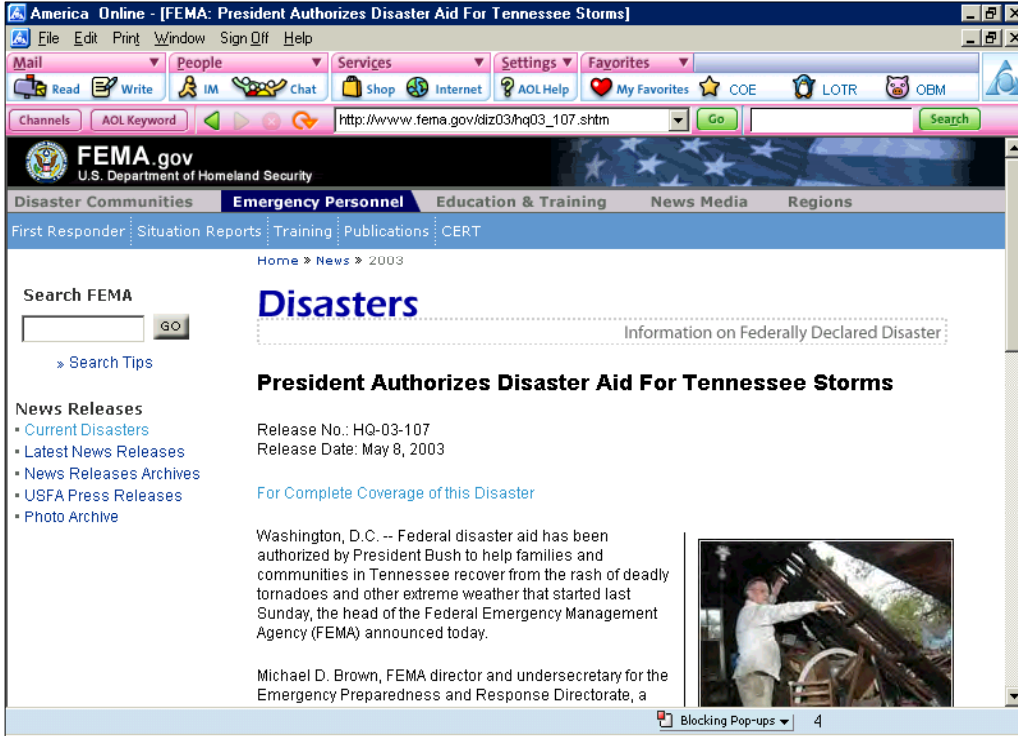 America Online - [FEMA: President Authorizes Disaster Aid For Tennessee Storms]
File Edit Print Window Sign Off Help
Mail People Services Settings Favorites
Read Write IM Chat Shop Internet AOL Help My Favorites COE LOTR OBM
Channels AOL Keyword http://www.fema.gov/diz03/hq03_107.shtm Go Search
FEMA.gov
U.S. Department of Homeland Security
Disaster Communities Emergency Personnel Education & Training News Media Regions
First Responder Situation Reports Training Publications CERT
Home » News » 2003
Search FEMA
GO
» Search Tips
News Releases
▪ Current Disasters
▪ Latest News Releases
▪ News Releases Archives
▪ USFA Press Releases
▪ Photo Archive
Disasters
Information on Federally Declared Disaster
President Authorizes Disaster Aid For Tennessee Storms
Release No.: HQ-03-107
Release Date: May 8, 2003
For Complete Coverage of this Disaster
Washington, D.C. -- Federal disaster aid has been
authorized by President Bush to help families and
communities in Tennessee recover from the rash of deadly
tornadoes and other extreme weather that started last
Sunday, the head of the Federal Emergency Management
Agency (FEMA) announced today.
Michael D. Brown, FEMA director and undersecretary for the
Emergency Preparedness and Response Directorate, a
Blocking Pop-ups 4